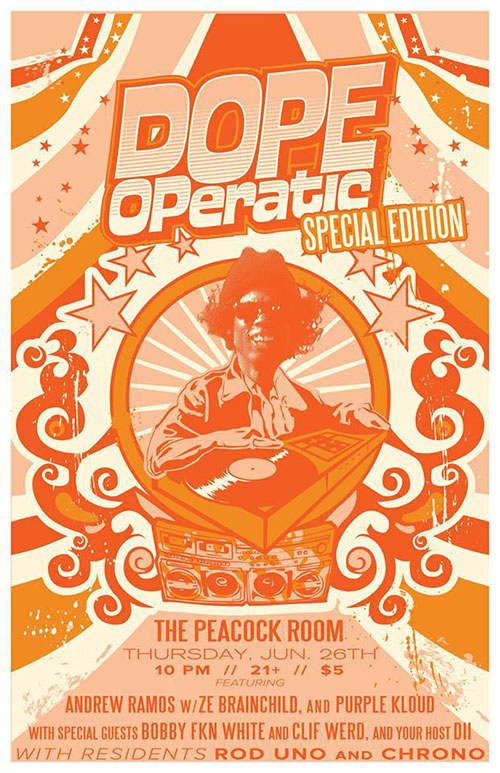 DOPE
OPeratic
SPECIAL EDITION
THE PEACOCK ROOM
THURSDAY, JUN. 26TH
10 PM // 21+ // $5
FEATURING
ANDREW RAMOS W/ZE BRAINCHILD, AND PURPLE KLOUD
WITH SPECIAL GUESTS BOBBY FKN WHITE AND CLIF WERD, AND YOUR HOST DII
WITH RESIDENTS ROD UNO AND CHRONO